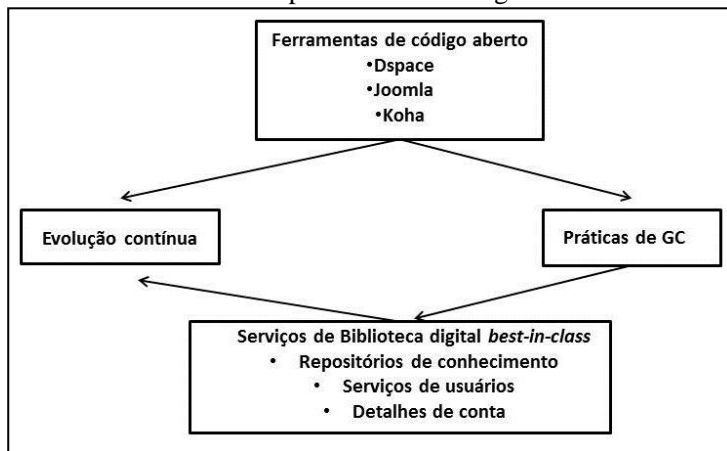 Ferramentas de código aberto
•Dspace
•Joomla
•Koha
Evolução contínua
Práticas de GC
Serviços de Biblioteca digital best-in-class
• Repositórios de conhecimento
• Serviços de usuários
• Detalhes de conta